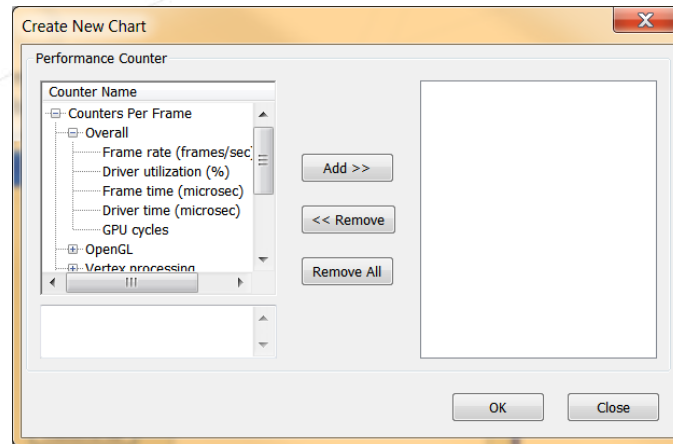 Create New Chart
Performance Counter
Counter Name
Counters Per Frame
Overall
Frame rate (frames/sec)
Driver utilization (%)
Frame time (microsec)
Driver time (microsec)
GPU cycles
OpenGL
Vertex processing
Add >>
<< Remove
Remove All
OK
Close